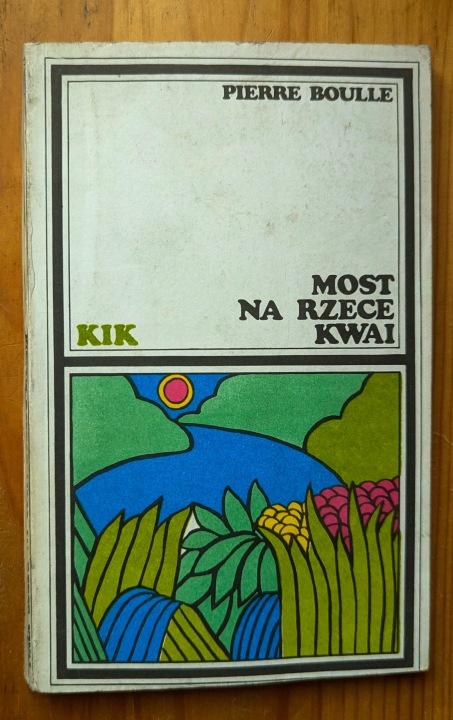 PIERRE BOULLE
MOST
NA RZECE
KIK KWAI